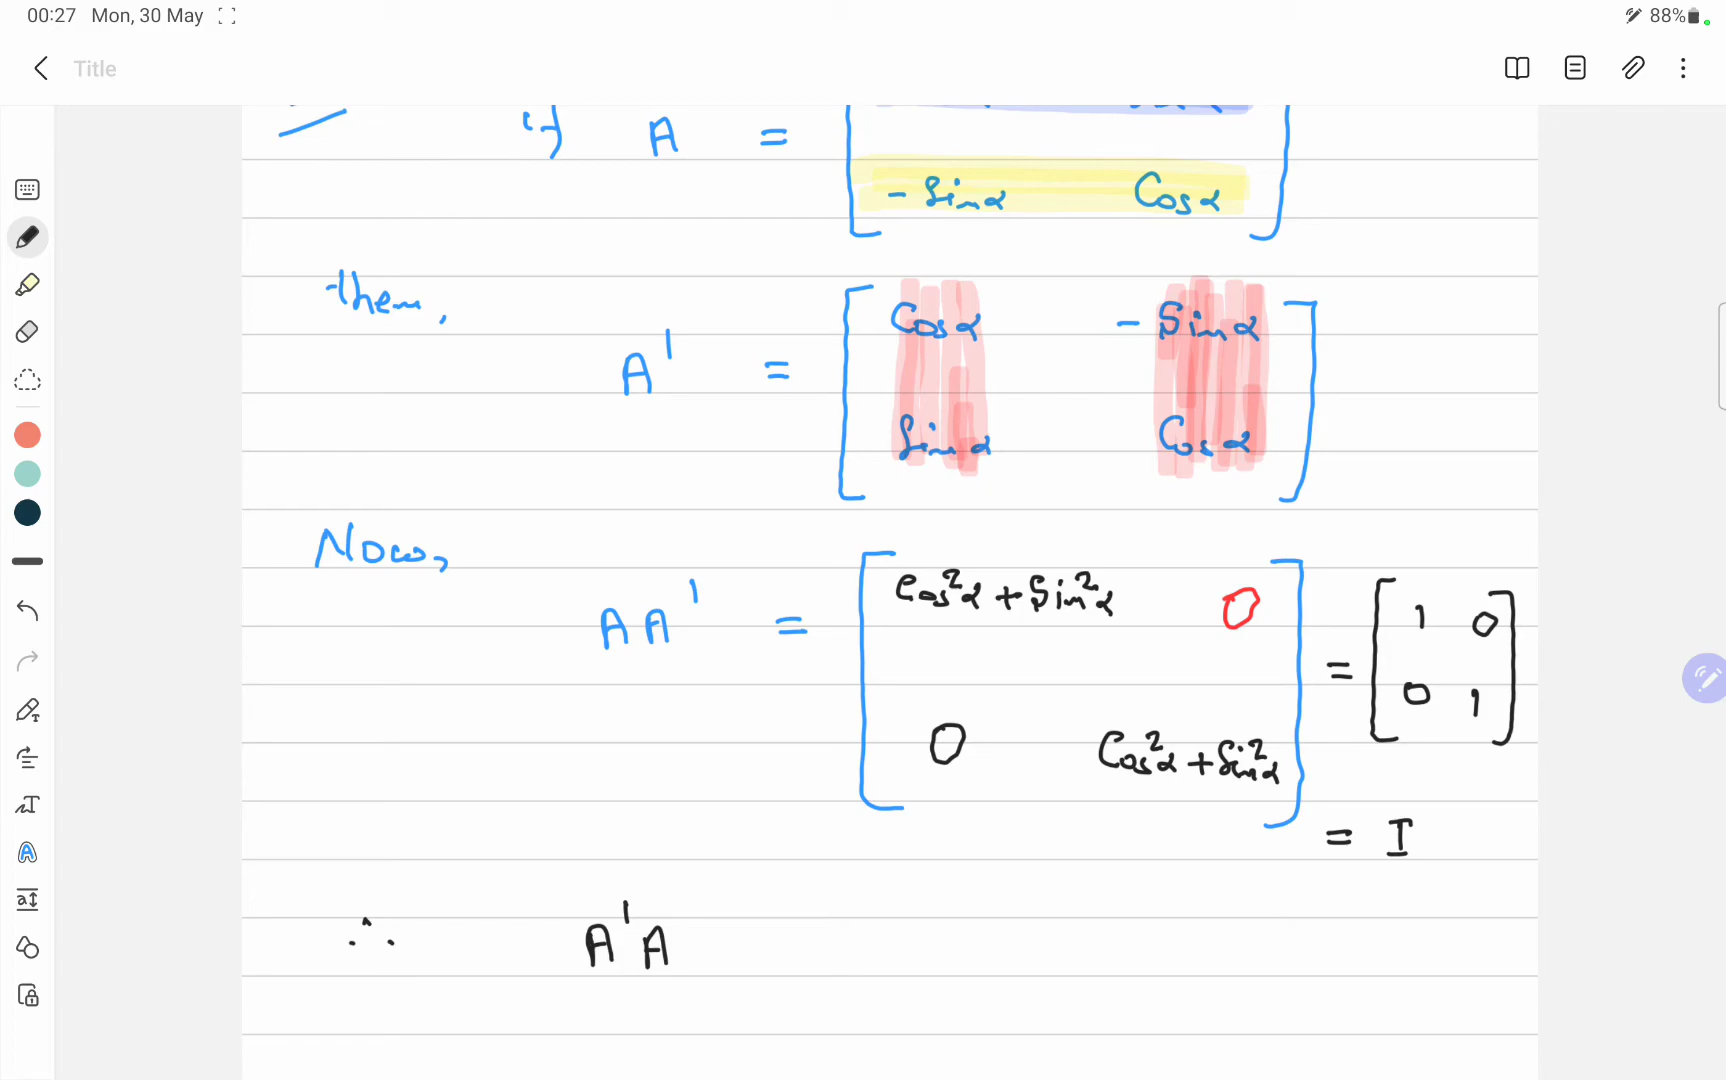 00:27 Mon, 30 May 88%
Title
i) A =
- Sinα Cosα
then,
Cosα - Sinα
A' =
Sinα Cosα
Now,
Cos²α + Sin²α 0 1 0
AA' = =
0 Cos²α + Sin²α 0 1
= I
∴ A'A